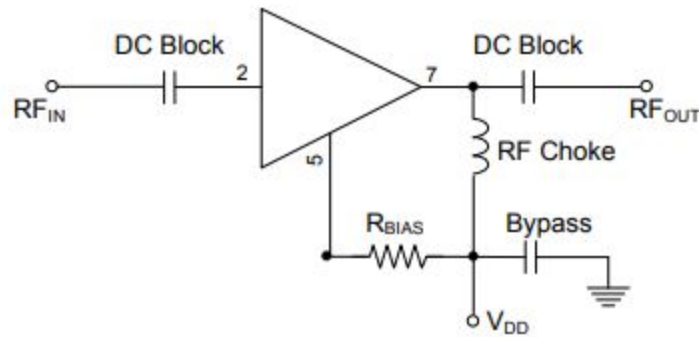 DC Block
DC Block
2
7
RF_IN
RF_OUT
5
RF Choke
R_BIAS
Bypass
V_DD